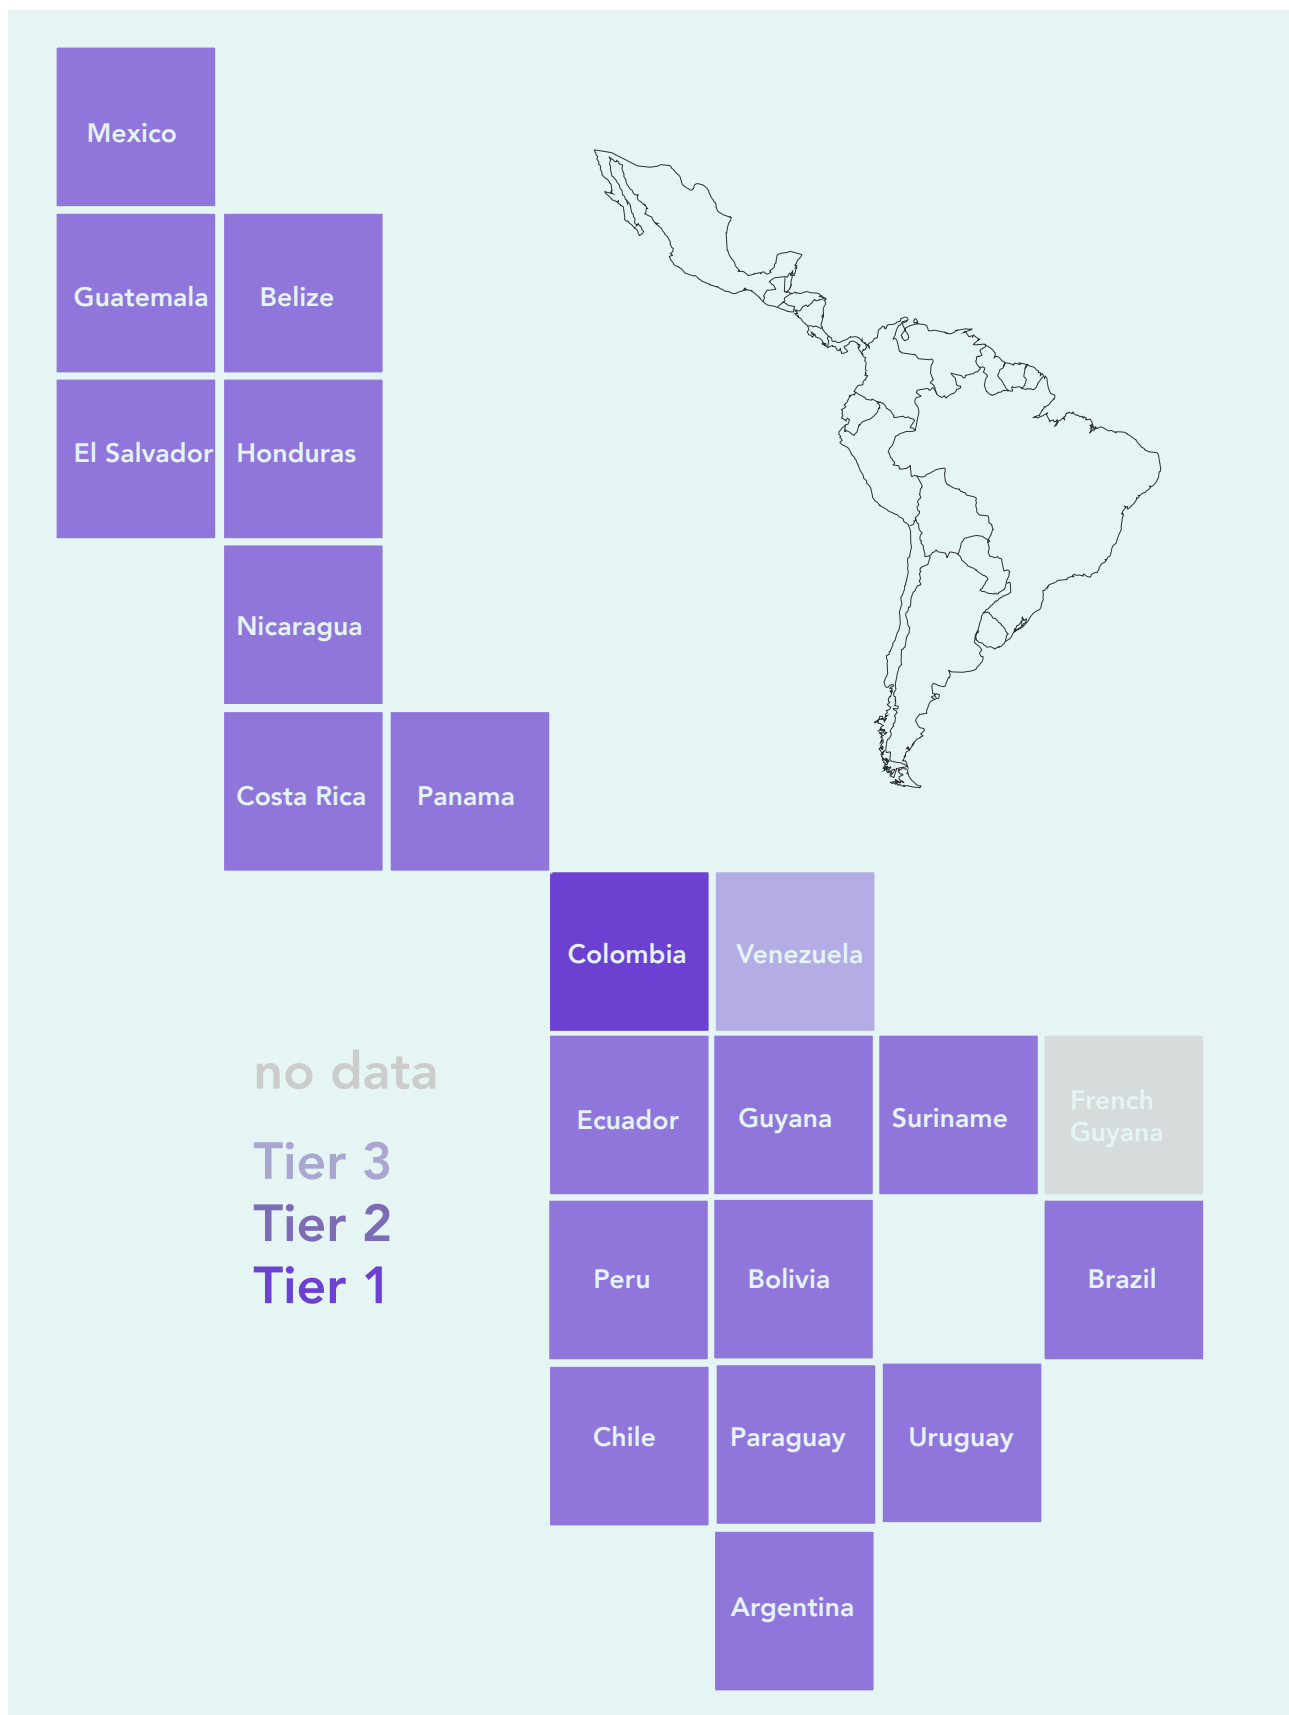 Mexico
Guatemala
Belize
El Salvador
Honduras
Nicaragua
Costa Rica
Panama
Colombia
Venezuela
no data
Tier 3
Tier 2
Tier 1
Ecuador
Guyana
Suriname
French
Guyana
Peru
Bolivia
Brazil
Chile
Paraguay
Uruguay
Argentina